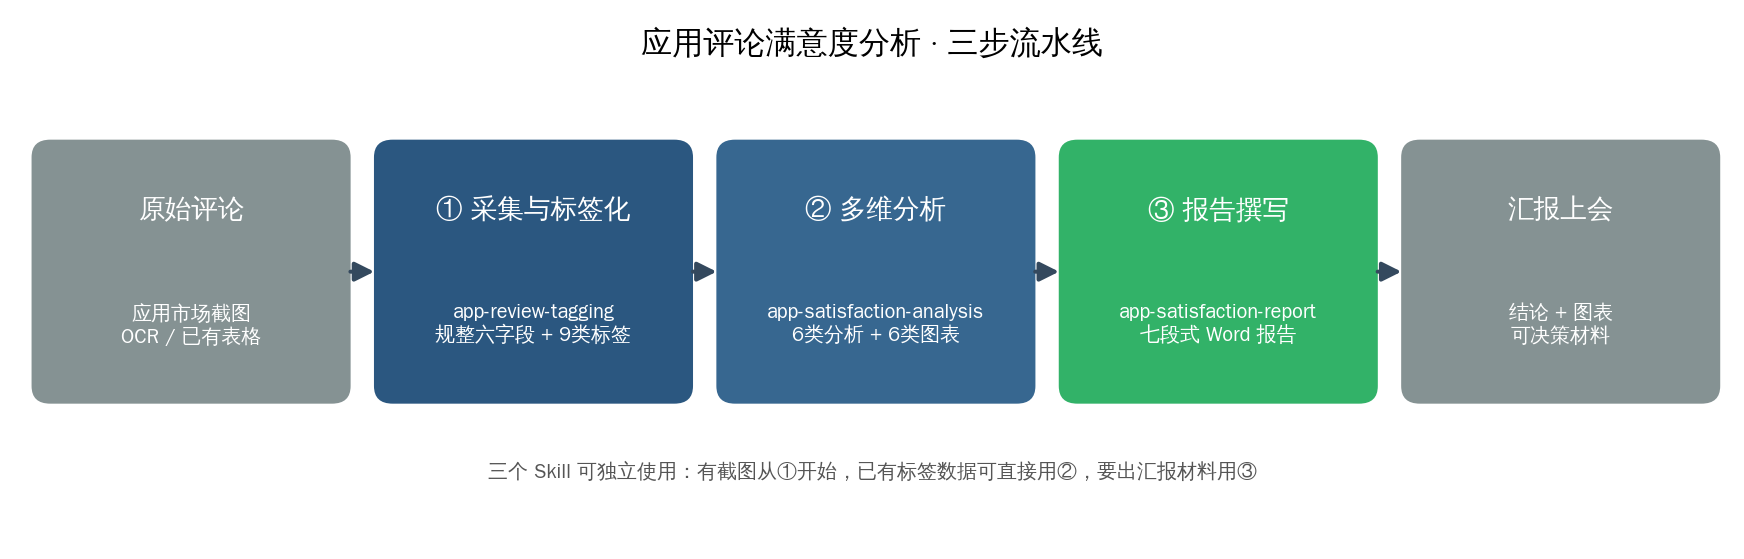 应用评论满意度分析 · 三步流水线
原始评论
应用市场截图
OCR / 已有表格
① 采集与标签化
app-review-tagging
规整六字段 + 9类标签
② 多维分析
app-satisfaction-analysis
6类分析 + 6类图表
③ 报告撰写
app-satisfaction-report
七段式 Word 报告
汇报上会
结论 + 图表
可决策材料
三个 Skill 可独立使用：有截图从①开始，已有标签数据可直接用②，要出汇报材料用③